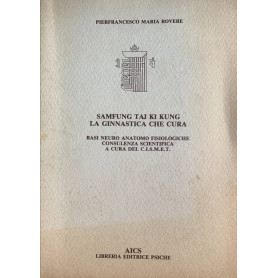 PIERFRANCESCO MARIA ROVERE
SAMFUNG TAI KI KUNG
LA GINNASTICA CHE CURA
BASI NEURO ANATOMO FISIOLOGICHE
CONSULENZA SCIENTIFICA
A CURA DEL C.I.S.M.E.T.
AICS
LIBRERIA EDITRICE PSICHE